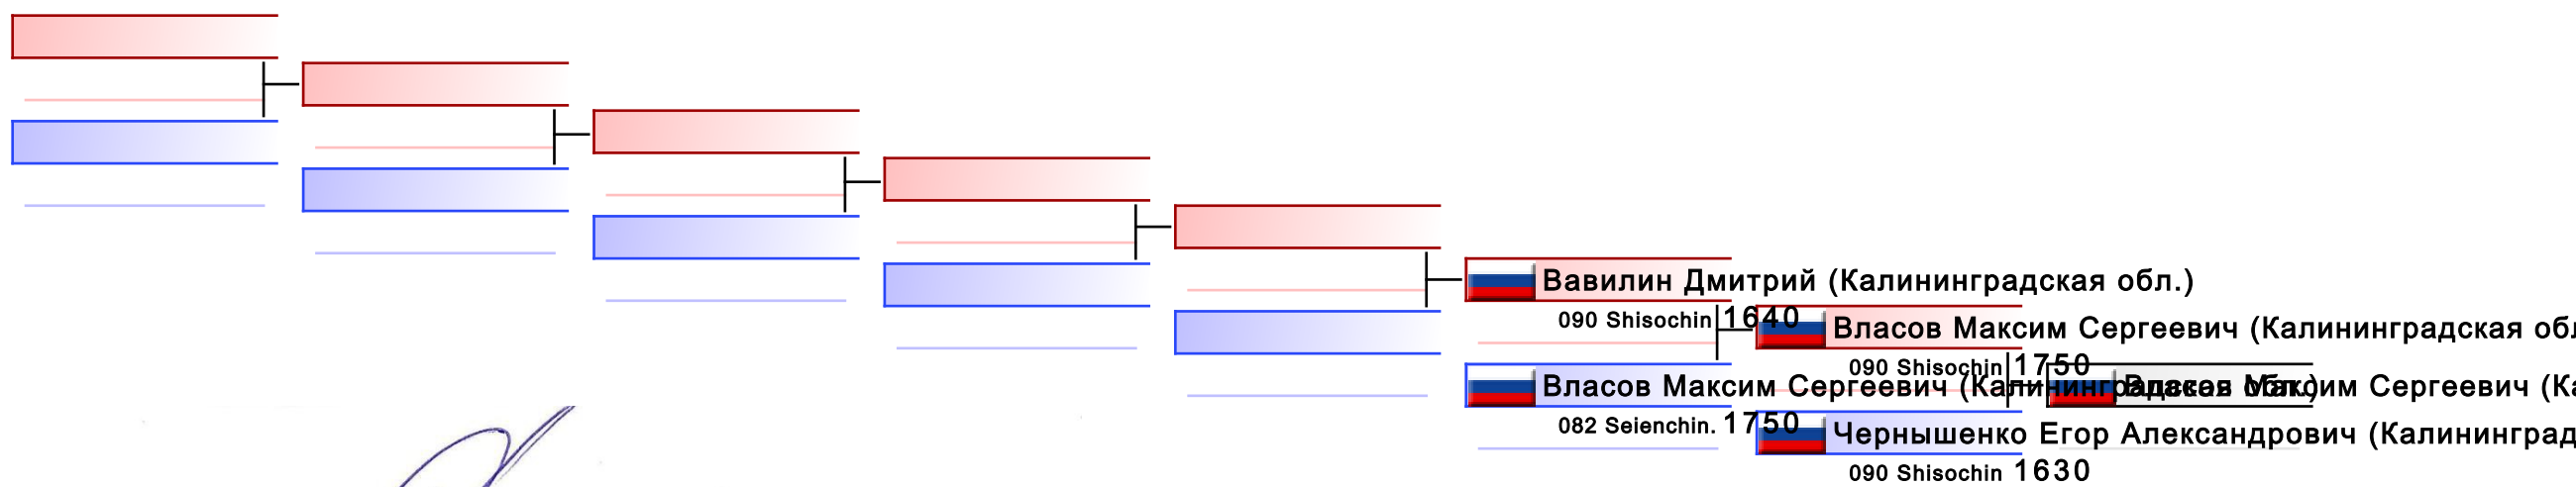 Вавилин Дмитрий (Калининградская обл.)
090 Shisochin 1640
Власов Максим Сергеевич (Калининградская обл
090 Shisochin 1750
Власов Максим Сергеевич (Калининградская обл.)
Власов Максим Сергеевич (Ка
082 Seienchin. 1750
Чернышенко Егор Александрович (Калининград
090 Shisochin 1630